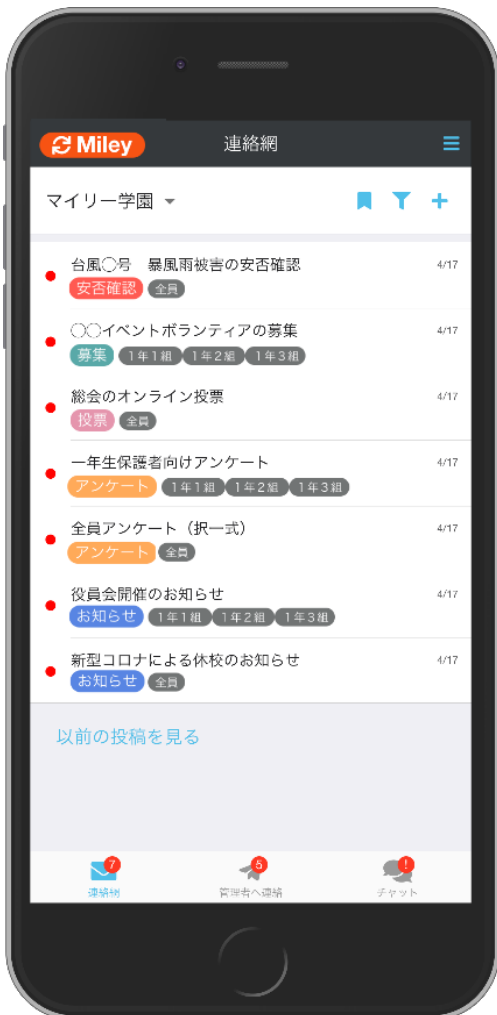 Miley 連絡網
マイリー学園
台風◯号 暴風雨被害の安否確認 4/17
安否確認 全員
◯◯イベントボランティアの募集 4/17
募集 1年1組 1年2組 1年3組
総会のオンライン投票 4/17
投票 全員
一年生保護者向けアンケート 4/17
アンケート 1年1組 1年2組 1年3組
全員アンケート（択一式） 4/17
アンケート 全員
役員会開催のお知らせ 4/17
お知らせ 1年1組 1年2組 1年3組
新型コロナによる休校のお知らせ 4/17
お知らせ 全員
以前の投稿を見る
7 5 !
連絡網 管理者へ連絡 チャット